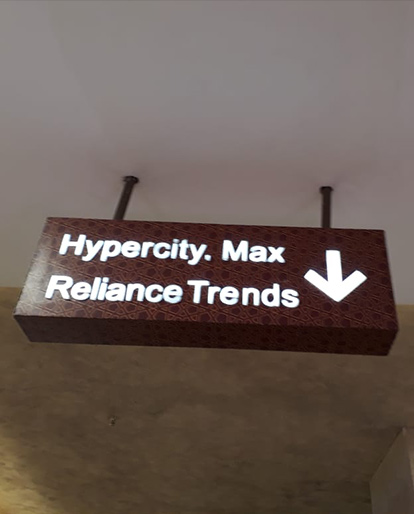 Hypercity. Max
Reliance Trends